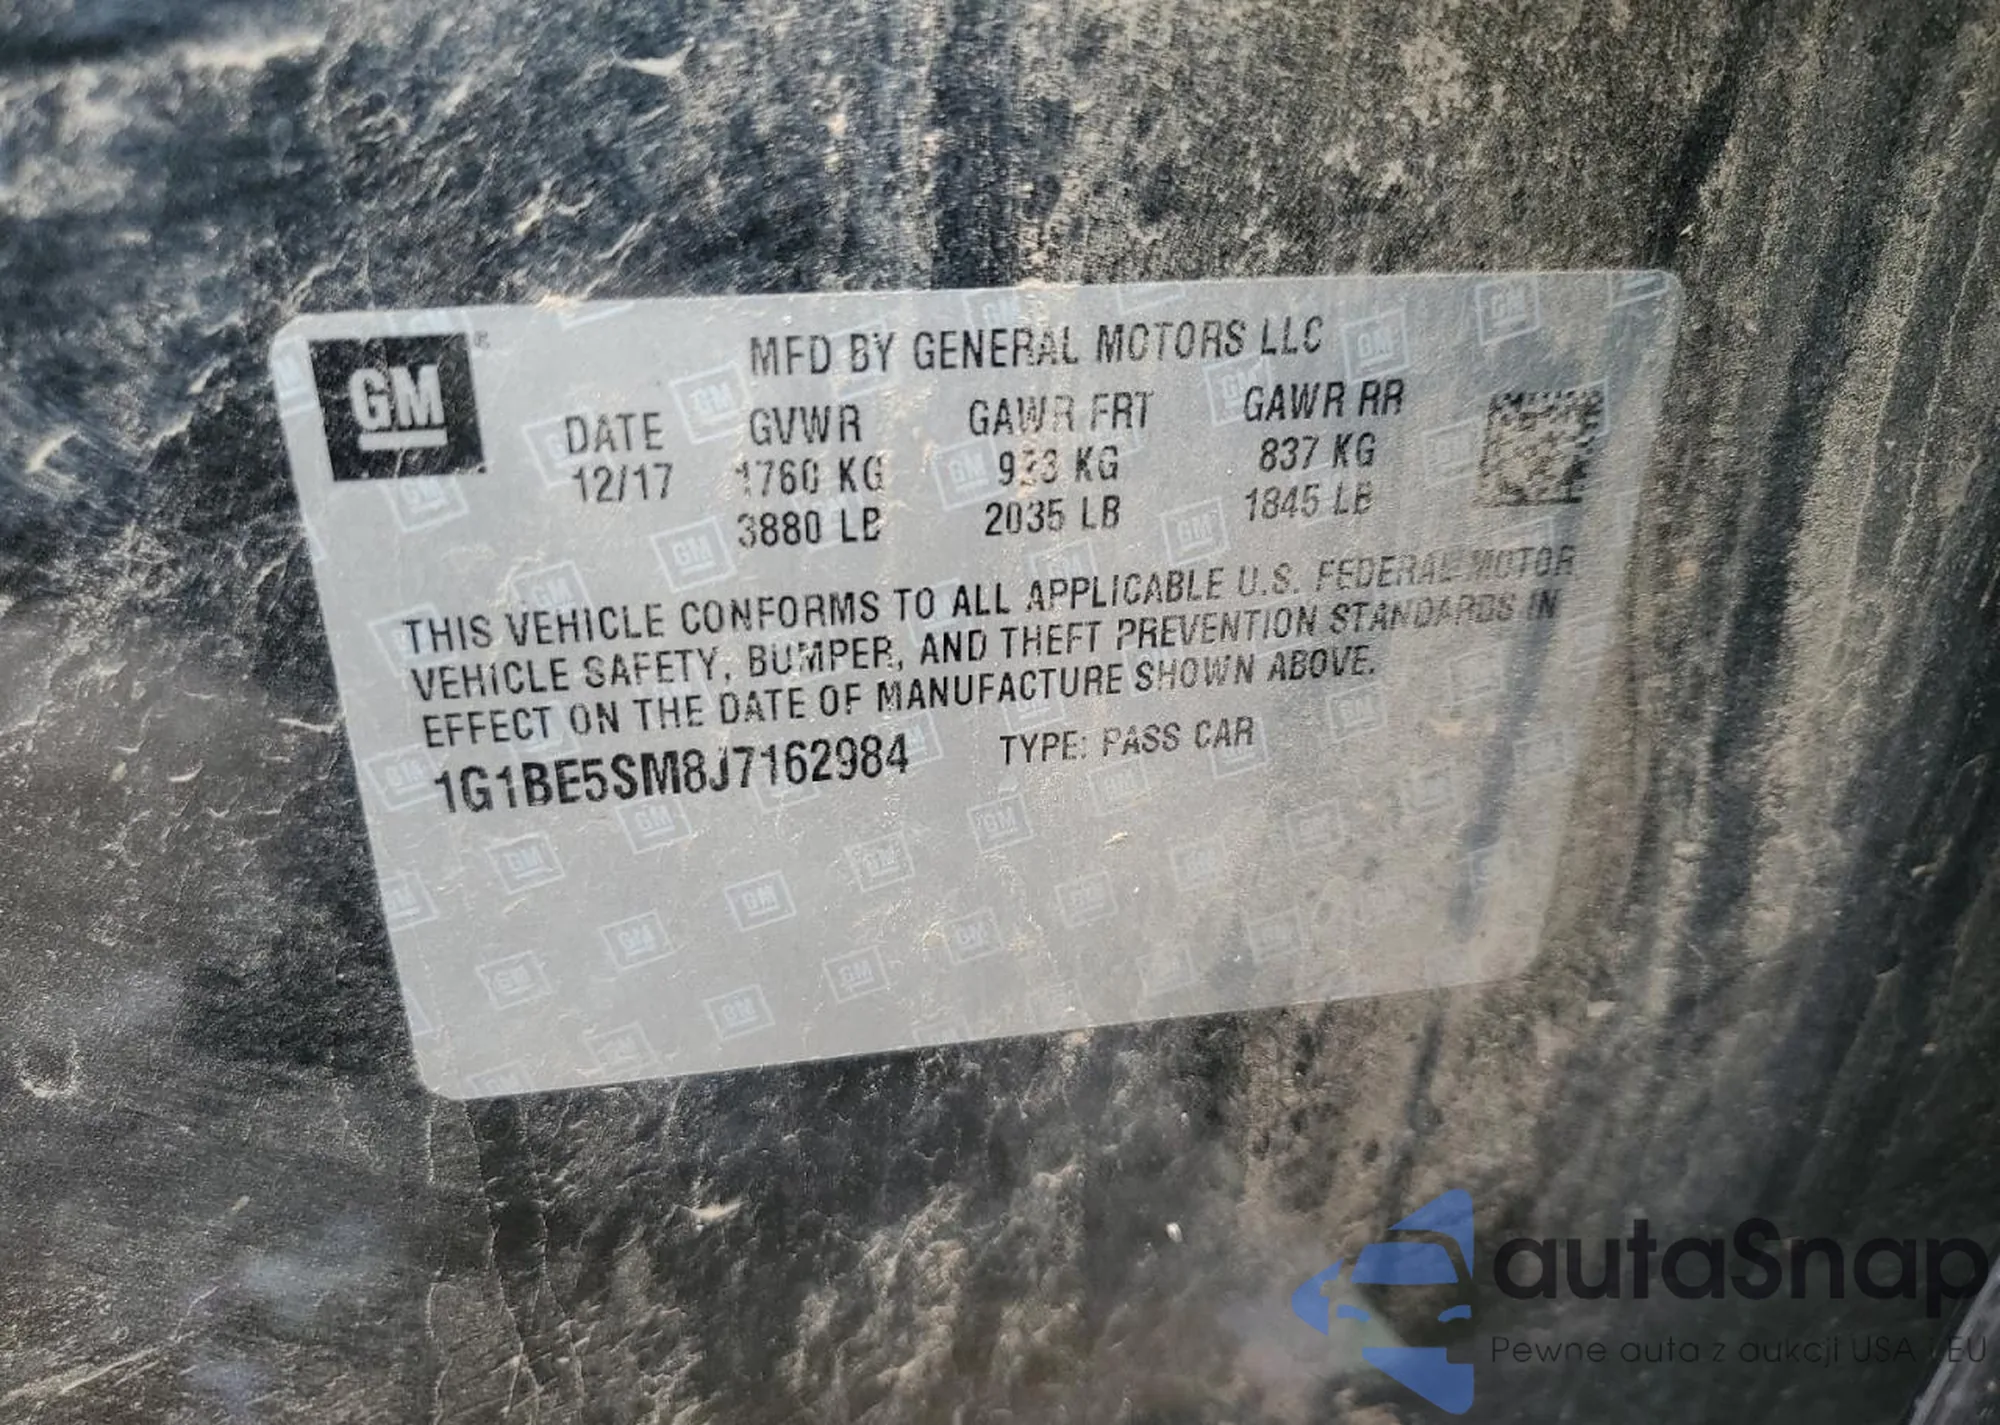 GM
MFD BY GENERAL MOTORS LLC
DATE GVWR GAWR FRT GAWR RR
12/17 1760 KG 923 KG 837 KG
3880 LB 2035 LB 1845 LB
THIS VEHICLE CONFORMS TO ALL APPLICABLE U.S. FEDERAL MOTOR
VEHICLE SAFETY, BUMPER, AND THEFT PREVENTION STANDARDS IN
EFFECT ON THE DATE OF MANUFACTURE SHOWN ABOVE.
1G1BE5SM8J7162984 TYPE: PASS CAR
autaSnap
Pewne auta z aukcji USA i EU